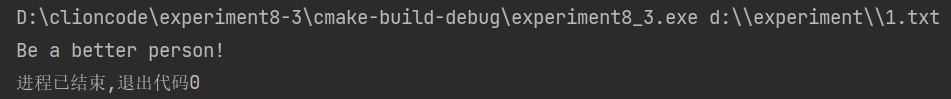 D:\clioncode\experiment8-3\cmake-build-debug\experiment8_3.exe d:\\experiment\\1.txt
Be a better person!
进程已结束,退出代码0